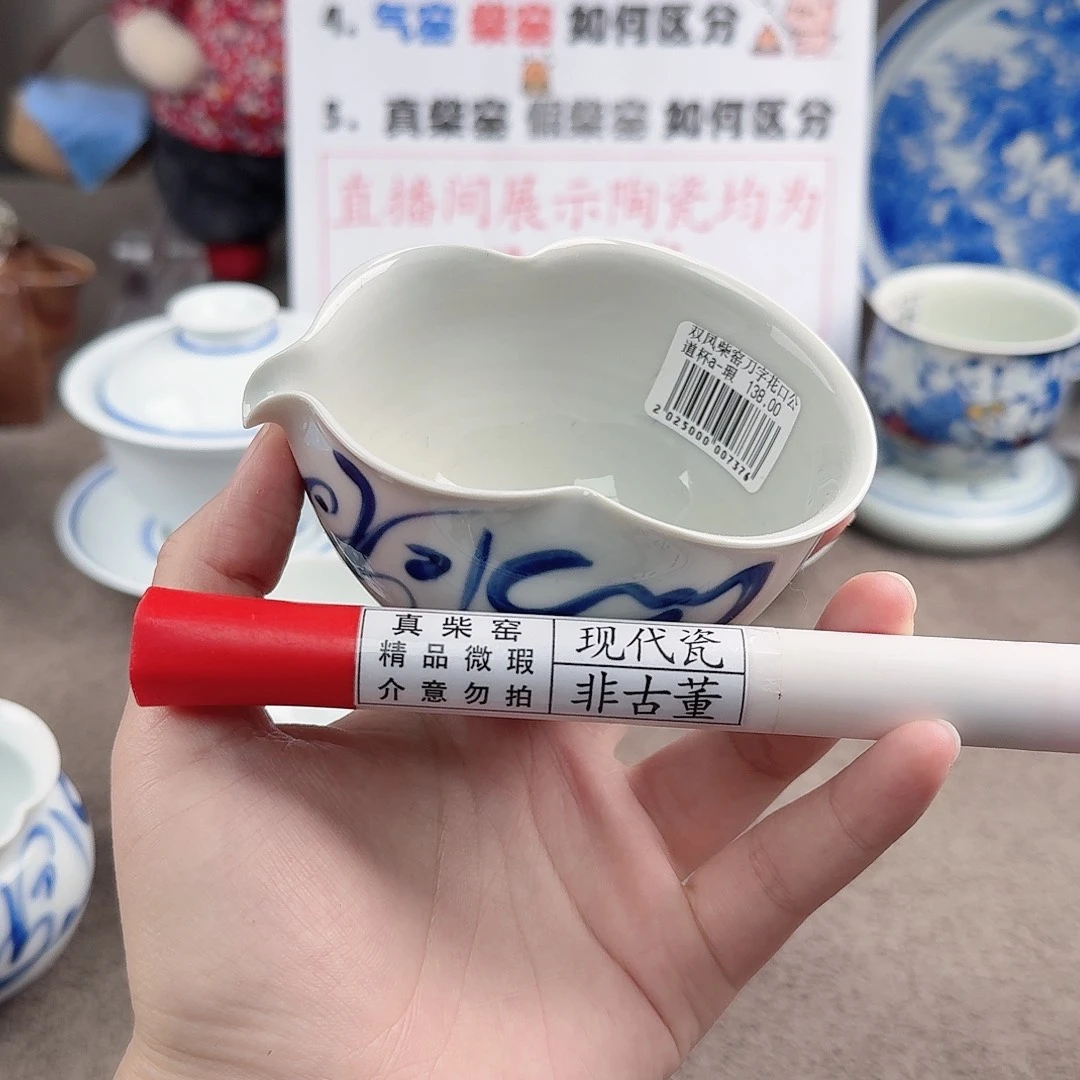 4. 气窑 柴窑 如何区分
5. 真柴窑 假柴窑 如何区分
直播间展示陶瓷均为
双凤柴窑刀字花口公
道杯a-瑕 138.00
2 025000 007376
真柴窑
精品微瑕
介意勿拍
现代瓷
非古董